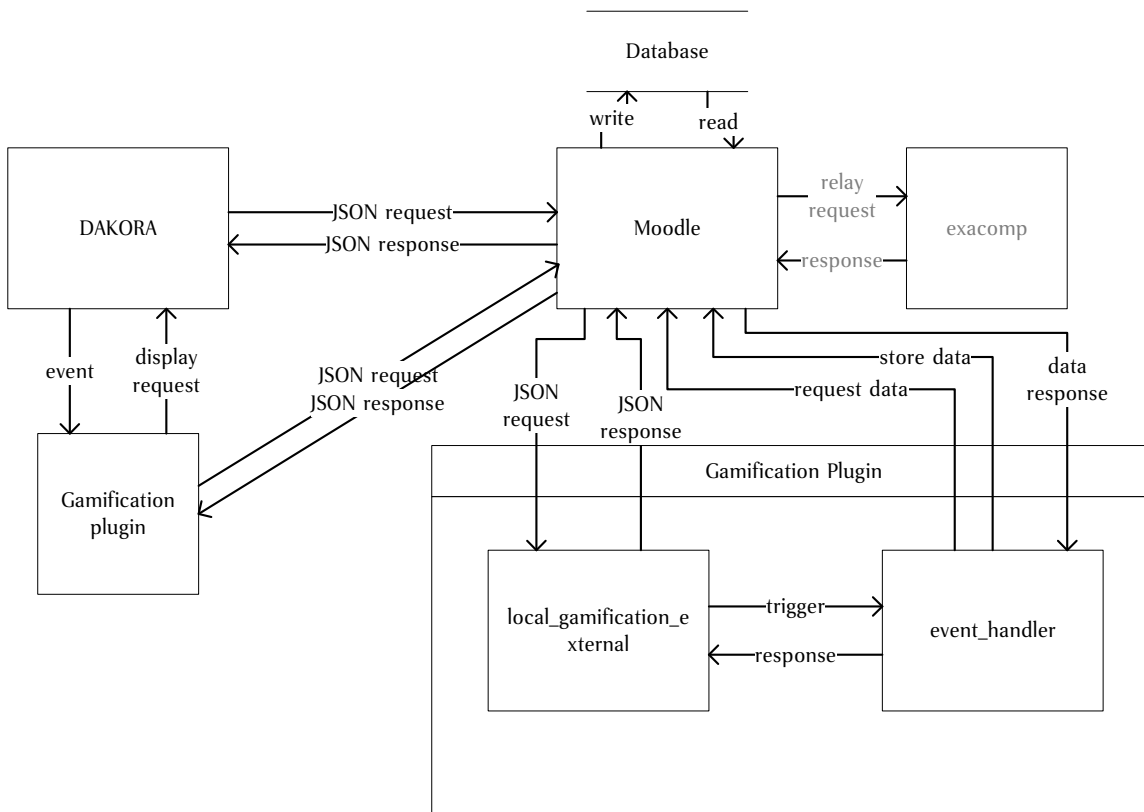 Database
write
read
DAKORA
JSON request
JSON response
Moodle
relay
request
response
exacomp
event
display
request
JSON request
JSON response
JSON
request
JSON
response
store data
request data
data
response
Gamification
plugin
Gamification Plugin
local_gamification_e
xternal
trigger
response
event_handler